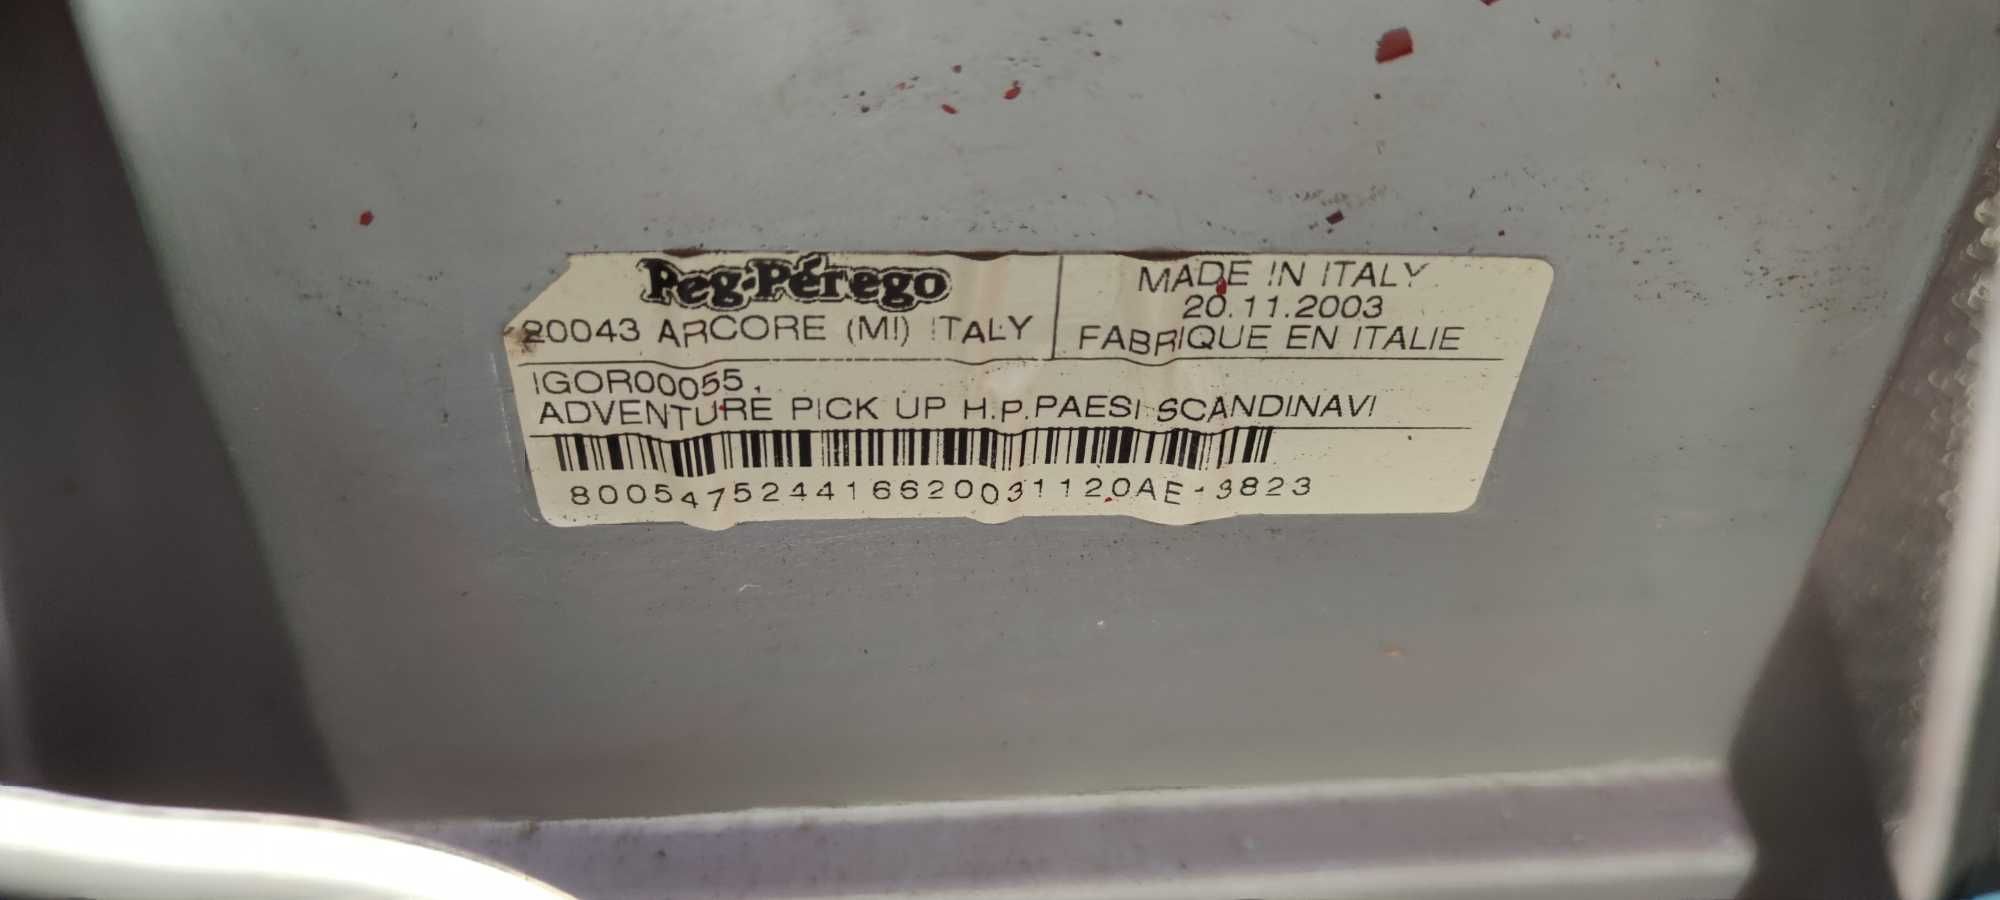 Peg-Pérego
20043 ARCORE (MI) ITALY
MADE IN ITALY
20.11.2003
FABRIQUE EN ITALIE
IGOR00055,
ADVENTURE PICK UP H.P.PAESI SCANDINAVI
800547524416620031120AE-3823